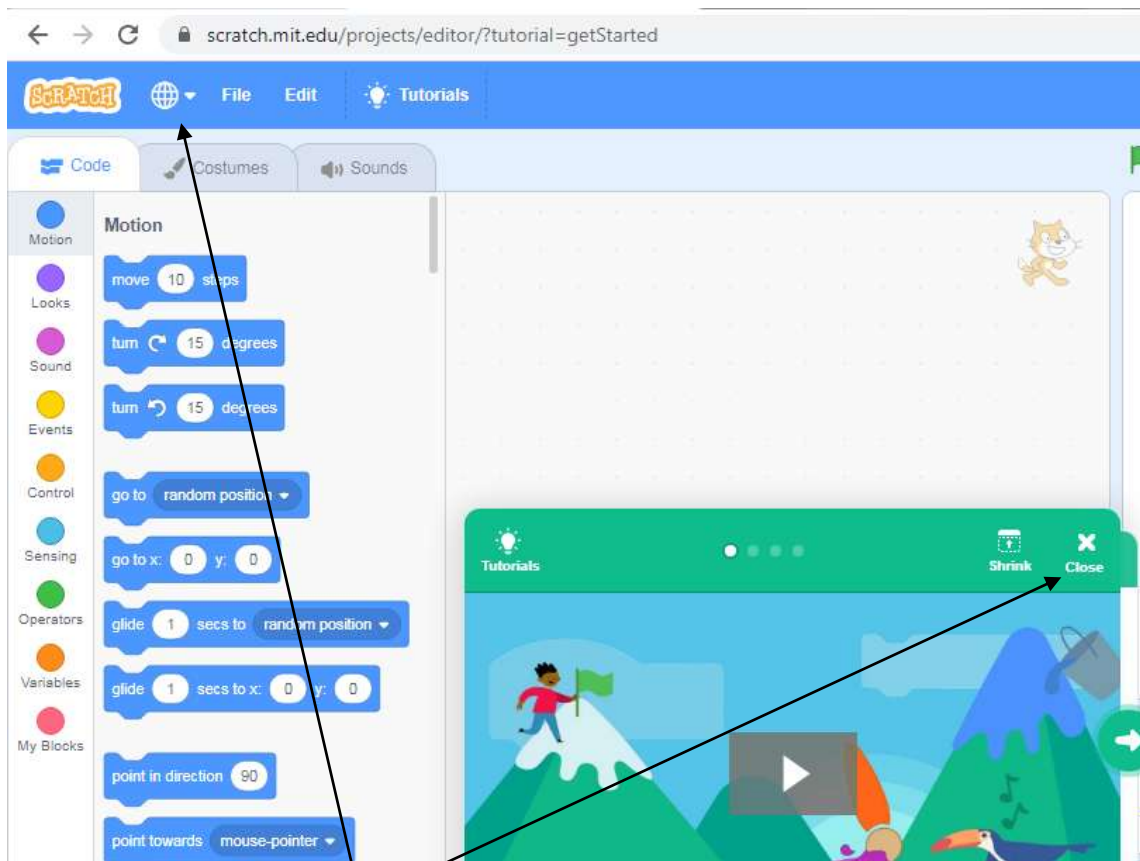 scratch.mit.edu/projects/editor/?tutorial=getStarted
SCRATCH File Edit Tutorials
Code Costumes Sounds
Motion
Looks
Sound
Events
Control
Sensing
Operators
Variables
My Blocks
Motion
move 10 steps
turn 15 degrees
turn 15 degrees
go to random position
go to x: 0 y: 0
glide 1 secs to random position
glide 1 secs to x: 0 y: 0
point in direction 90
point towards mouse-pointer
Tutorials Shrink Close